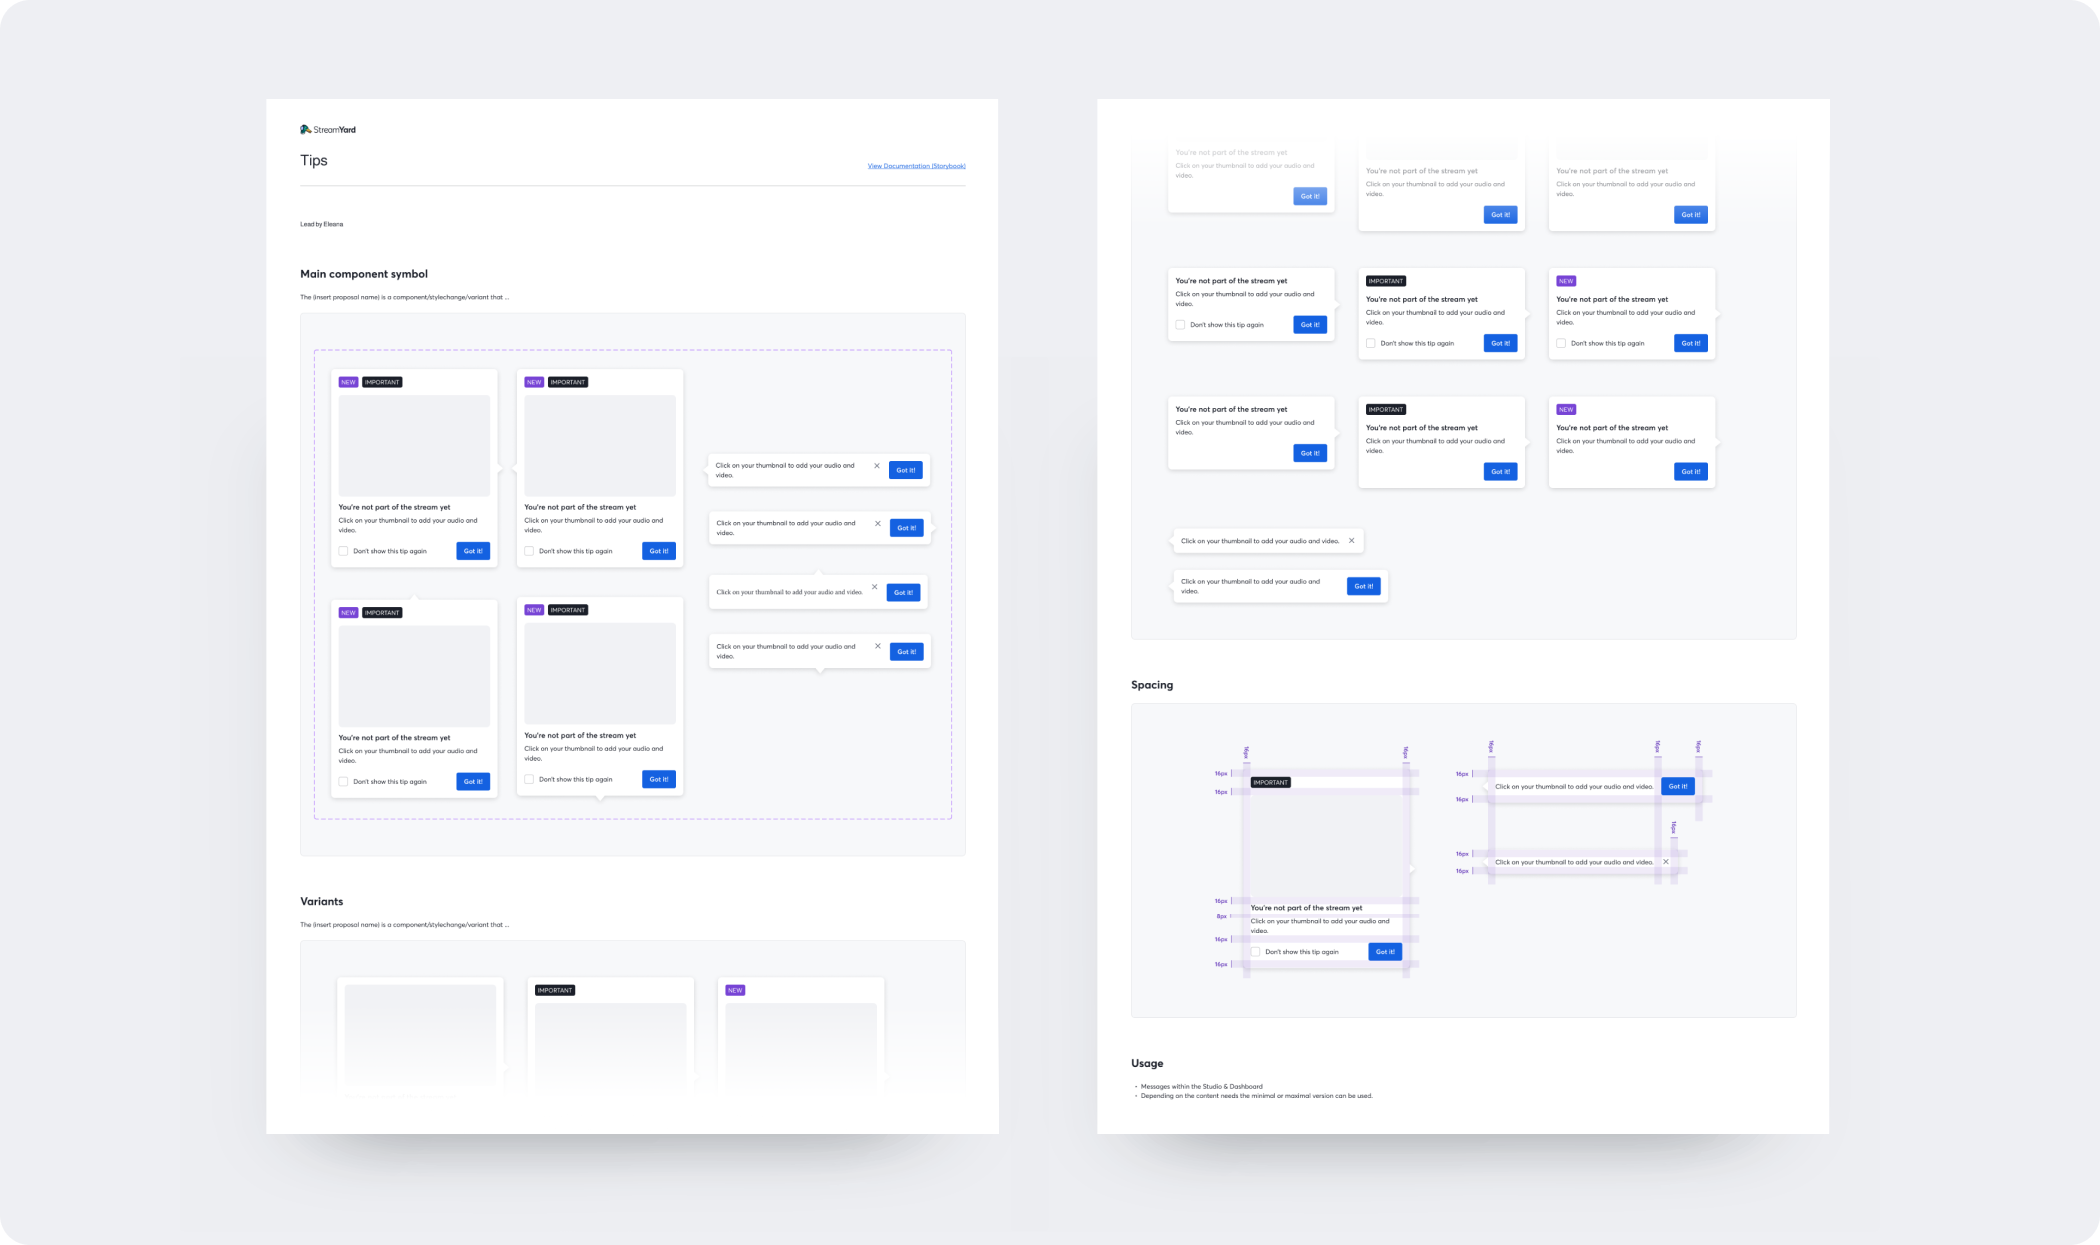 StreamYard
Tips
View Documentation (Storybook)
Lead by Eleana
Main component symbol
The (insert proposal name) is a component/stylechange/variant that ...
NEW IMPORTANT
You're not part of the stream yet
Click on your thumbnail to add your audio and
video.
Don't show this tip again Got it!
NEW IMPORTANT
You're not part of the stream yet
Click on your thumbnail to add your audio and
video.
Don't show this tip again Got it!
Click on your thumbnail to add your audio and
video.
Got it!
Click on your thumbnail to add your audio and
video.
Got it!
Click on your thumbnail to add your audio and video.
Got it!
Click on your thumbnail to add your audio and
video.
Got it!
NEW IMPORTANT
You're not part of the stream yet
Click on your thumbnail to add your audio and
video.
Don't show this tip again Got it!
NEW IMPORTANT
You're not part of the stream yet
Click on your thumbnail to add your audio and
video.
Don't show this tip again Got it!
Variants
The (insert proposal name) is a component/stylechange/variant that ...
IMPORTANT
NEW
You're not part of the stream yet
Click on your thumbnail to add your audio and
video.
Got it!
You're not part of the stream yet
Click on your thumbnail to add your audio and
video.
Got it!
You're not part of the stream yet
Click on your thumbnail to add your audio and
video.
Got it!
You're not part of the stream yet
Click on your thumbnail to add your audio and
video.
Don't show this tip again Got it!
IMPORTANT
You're not part of the stream yet
Click on your thumbnail to add your audio and
video.
Don't show this tip again Got it!
NEW
You're not part of the stream yet
Click on your thumbnail to add your audio and
video.
Don't show this tip again Got it!
You're not part of the stream yet
Click on your thumbnail to add your audio and
video.
Got it!
IMPORTANT
You're not part of the stream yet
Click on your thumbnail to add your audio and
video.
Got it!
NEW
You're not part of the stream yet
Click on your thumbnail to add your audio and
video.
Got it!
Click on your thumbnail to add your audio and video.
Click on your thumbnail to add your audio and
video.
Got it!
Spacing
16px
16px
16px
IMPORTANT
16px
16px
You're not part of the stream yet
8px
Click on your thumbnail to add your audio and
video.
16px
Don't show this tip again Got it!
16px
16px
16px
16px
16px
Click on your thumbnail to add your audio and video. Got it!
16px
16px
16px
Click on your thumbnail to add your audio and video.
16px
Usage
• Messages within the Studio & Dashboard
• Depending on the content needs the minimal or maximal version can be used.